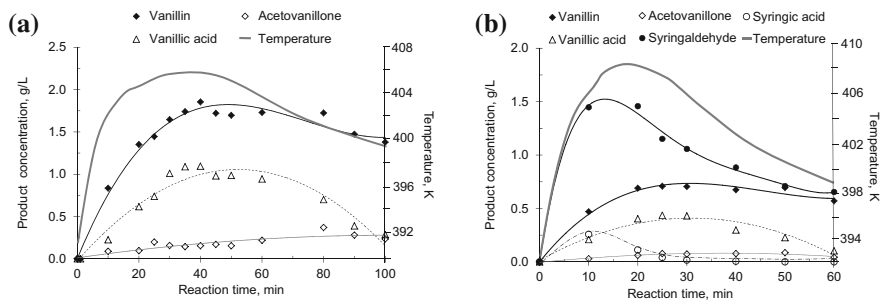 (a)
Vanillin
Acetovanillone
Vanillic acid
Temperature
2.5
2.0
1.5
1.0
0.5
0.0
Product concentration, g/L
408
404
400
396
392
Temperature, K
0
20
40
60
80
100
Reaction time, min
(b)
Vanillin
Acetovanillone
Syringic acid
Vanillic acid
Syringaldehyde
Temperature
2.0
1.5
1.0
0.5
0.0
Product concentration, g/L
410
406
402
398
394
Temperature, K
0
10
20
30
40
50
60
Reaction time, min